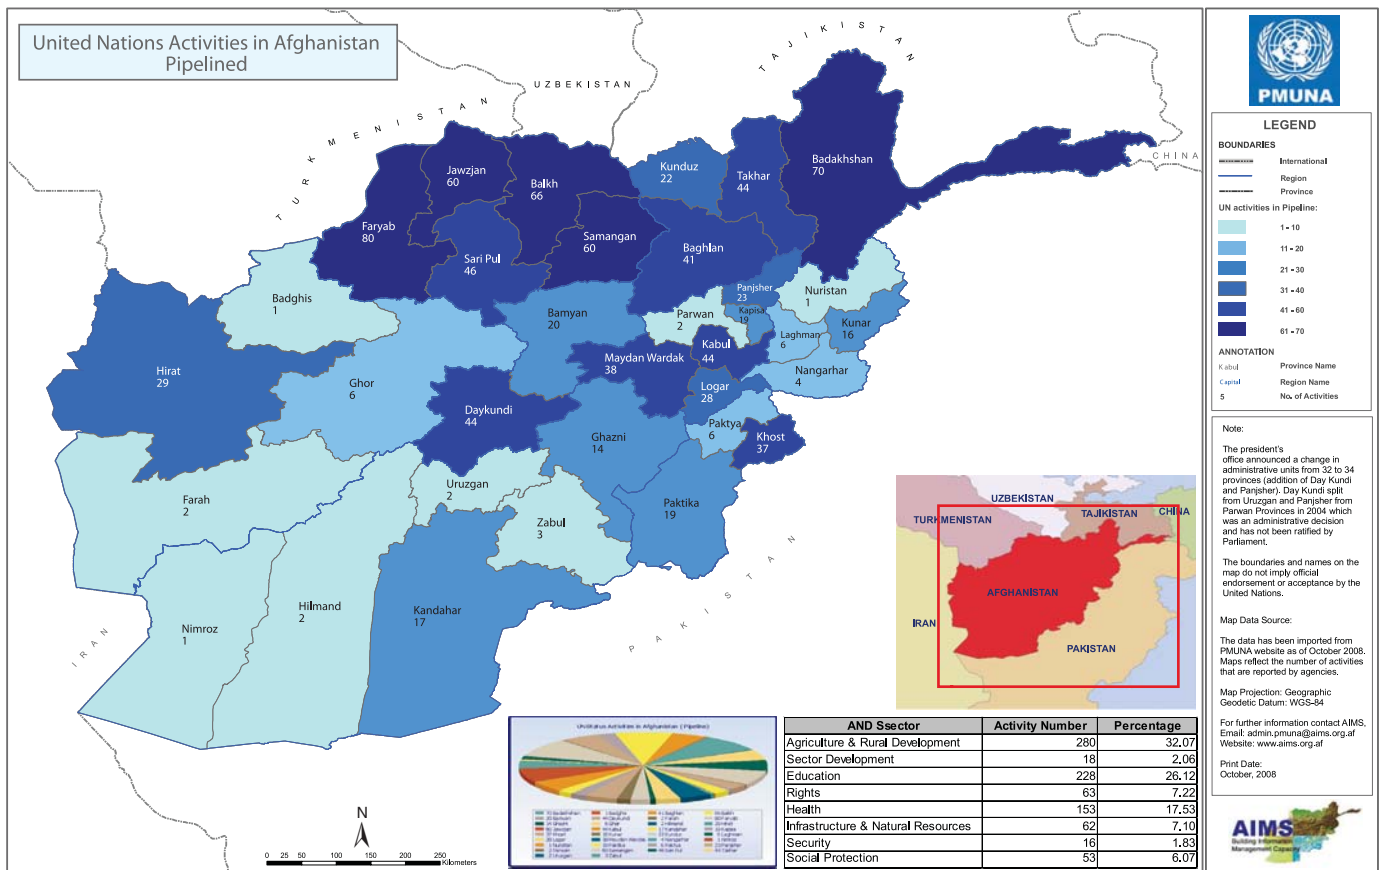 United Nations Activities in Afghanistan
Pipelined
TURKMENISTAN
UZBEKISTAN
TAJIKISTAN
CHINA
IRAN
PAKISTAN
Jawzjan
60
Balkh
66
Kunduz
22
Takhar
44
Badakhshan
70
Faryab
80
Sari Pul
46
Samangan
60
Baghlan
41
Badghis
1
Bamyan
20
Parwan
2
Panjsher
23
Kapisa
19
Nuristan
1
Laghman
6
Kunar
16
Hirat
29
Ghor
6
Maydan Wardak
38
Kabul
44
Nangarhar
4
Daykundi
44
Logar
28
Ghazni
14
Paktya
6
Khost
37
Farah
2
Uruzgan
2
Zabul
3
Paktika
19
Nimroz
1
Hilmand
2
Kandahar
17
N
0 25 50 100 150 200 250
Kilometers
UZBEKISTAN
TAJIKISTAN
CHINA
TURKMENISTAN
AFGHANISTAN
IRAN
PAKISTAN
UN Status Activities in Afghanistan (Pipeline)
AND Ssector Activity Number Percentage
Agriculture & Rural Development 280 32.07
Sector Development 18 2.06
Education 228 26.12
Rights 63 7.22
Health 153 17.53
Infrastructure & Natural Resources 62 7.10
Security 16 1.83
Social Protection 53 6.07
PMUNA
LEGEND
BOUNDARIES
International
Region
Province
UN activities in Pipeline:
1 - 10
11 - 20
21 - 30
31 - 40
41 - 60
61 - 70
ANNOTATION
Kabul Province Name
Capital Region Name
5 No. of Activities
Note:
The president's
office announced a change in
administrative units from 32 to 34
provinces (addition of Day Kundi
and Panjsher). Day Kundi split
from Uruzgan and Panjsher from
Parwan Provinces in 2004 which
was an administrative decision
and has not been ratified by
Parliament.
The boundaries and names on the
map do not imply official
endorsement or acceptance by the
United Nations.
Map Data Source:
The data has been imported from
PMUNA website as of October 2008.
Maps reflect the number of activities
that are reported by agencies.
Map Projection: Geographic
Geodetic Datum: WGS-84
For further information contact AIMS,
Email: admin.pmuna@aims.org.af
Website: www.aims.org.af
Print Date:
October, 2008
AIMS
Building Information
Management Capacity